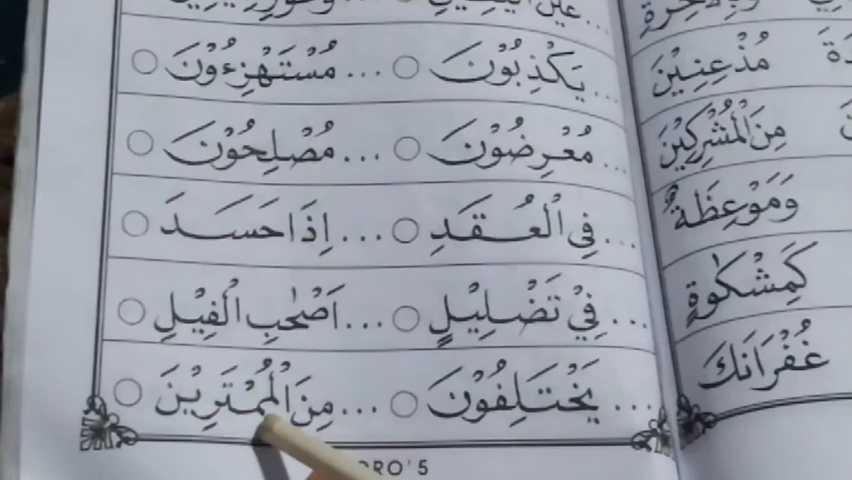 ... يَكْذِبُوْنَ ○ ... مُسْتَهْزِءُوْنَ ○
... مُعْرِضُوْنَ ○ ... مُصْلِحُوْنَ ○
... فِى الْعُقَدِ ○ ... اِذَا حَسَدَ ○
... فِيْ تَضْلِيْلٍ ○ ... اَصْحٰبِ الْفِيْلِ ○
... يَخْتَلِفُوْنَ ○ ... مِنَ الْمُمْتَرِيْنَ ○
مُذْعِنِيْنَ
مِنَ الْمُشْرِكِيْنَ
وَمَوْعِظَةً
كَمِشْكٰوةٍ
غُفْرَانَكَ